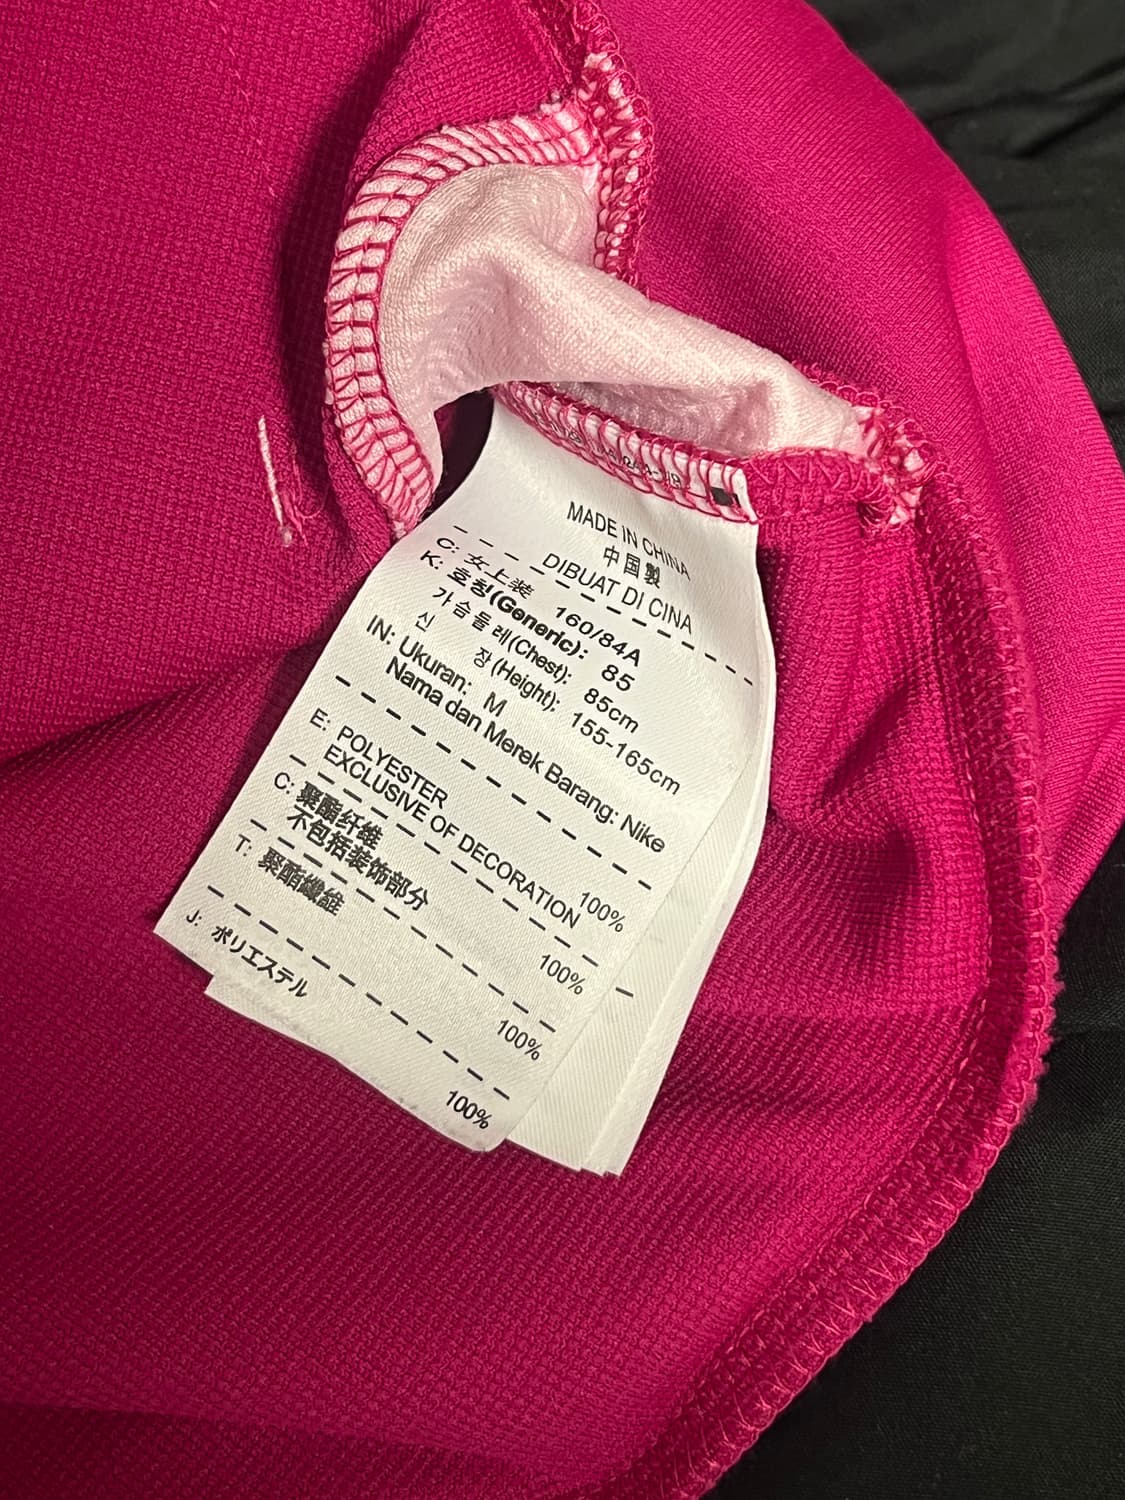 MADE IN CHINA
中国製
DIBUAT DI CINA
C: 女上装 160/84A
K: 호칭(Generic): 85
가슴둘레(Chest): 85cm
신 장(Height): 155-165cm
IN: Ukuran: M
Nama dan Merek Barang: Nike
E: POLYESTER 100%
EXCLUSIVE OF DECORATION
C: 聚酯纤维 100%
不包括装饰部分
T: 聚酯纖維 100%
J: ポリエステル 100%